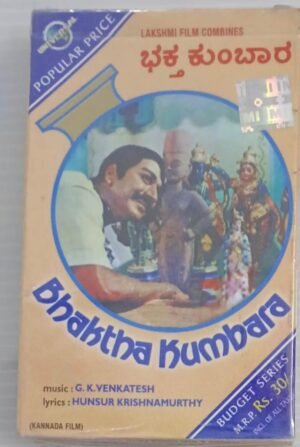 UNIVERSAL
POPULAR PRICE
LAKSHMI FILM COMBINES
ಭಕ್ತ ಕುಂಬಾರ
Bhaktha Kumbara
music : G.K.VENKATESH
lyrics : HUNSUR KRISHNAMURTHY
(KANNADA FILM)
BUDGET SERIES
M.R.P. Rs. 30/-